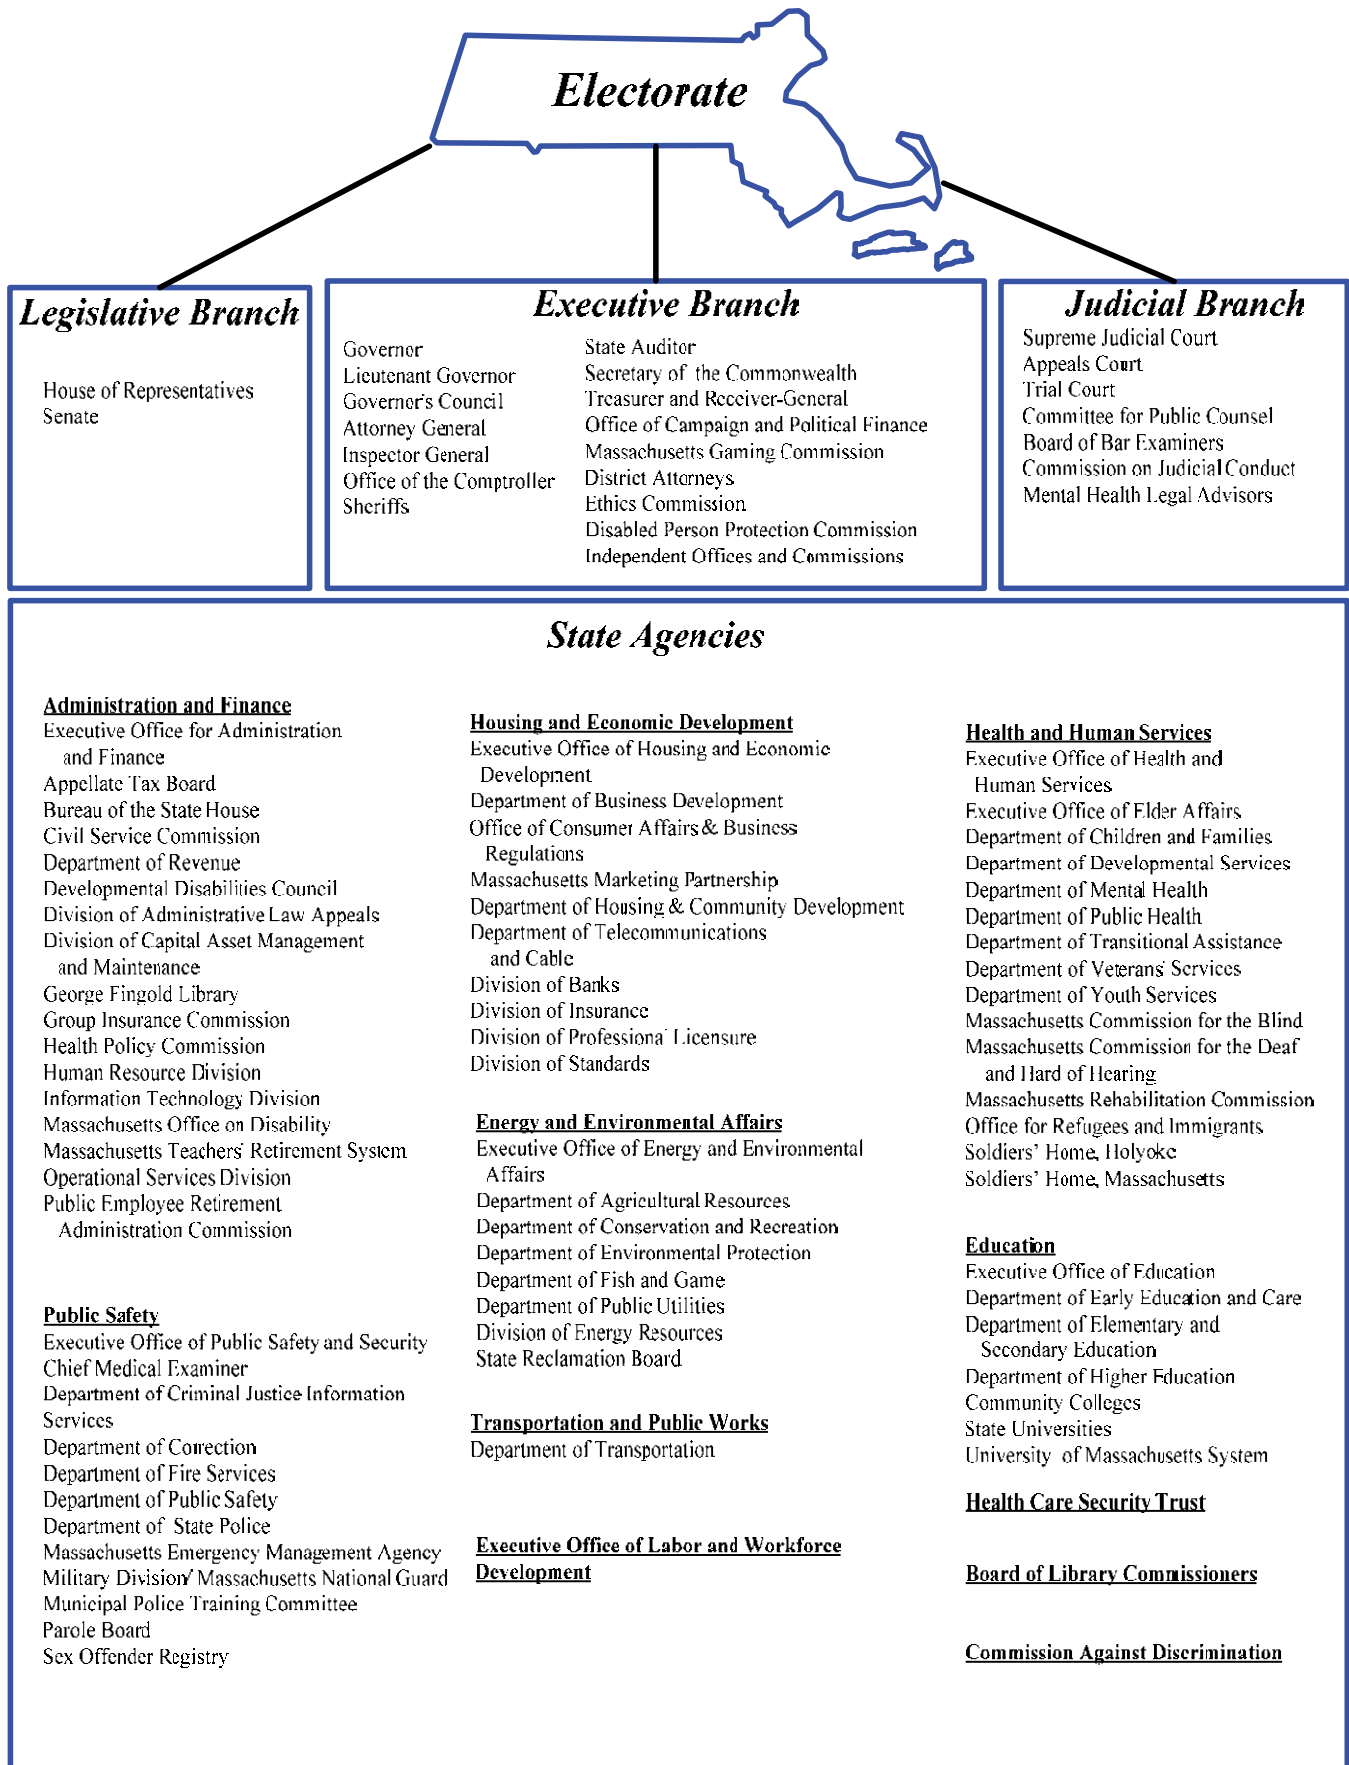 Electorate
Legislative Branch
House of Representatives
Senate
Executive Branch
Governor
Lieutenant Governor
Governor's Council
Attorney General
Inspector General
Office of the Comptroller
Sheriffs
State Auditor
Secretary of the Commonwealth
Treasurer and Receiver-General
Office of Campaign and Political Finance
Massachusetts Gaming Commission
District Attorneys
Ethics Commission
Disabled Person Protection Commission
Independent Offices and Commissions
Judicial Branch
Supreme Judicial Court
Appeals Court
Trial Court
Committee for Public Counsel
Board of Bar Examiners
Commission on Judicial Conduct
Mental Health Legal Advisors
State Agencies
Administration and Finance
Executive Office for Administration
and Finance
Appellate Tax Board
Bureau of the State House
Civil Service Commission
Department of Revenue
Developmental Disabilities Council
Division of Administrative Law Appeals
Division of Capital Asset Management
and Maintenance
George Fingold Library
Group Insurance Commission
Health Policy Commission
Human Resource Division
Information Technology Division
Massachusetts Office on Disability
Massachusetts Teachers' Retirement System
Operational Services Division
Public Employee Retirement
Administration Commission
Public Safety
Executive Office of Public Safety and Security
Chief Medical Examiner
Department of Criminal Justice Information
Services
Department of Correction
Department of Fire Services
Department of Public Safety
Department of State Police
Massachusetts Emergency Management Agency
Military Division/ Massachusetts National Guard
Municipal Police Training Committee
Parole Board
Sex Offender Registry
Housing and Economic Development
Executive Office of Housing and Economic
Development
Department of Business Development
Office of Consumer Affairs & Business
Regulations
Massachusetts Marketing Partnership
Department of Housing & Community Development
Department of Telecommunications
and Cable
Division of Banks
Division of Insurance
Division of Professional Licensure
Division of Standards
Energy and Environmental Affairs
Executive Office of Energy and Environmental
Affairs
Department of Agricultural Resources
Department of Conservation and Recreation
Department of Environmental Protection
Department of Fish and Game
Department of Public Utilities
Division of Energy Resources
State Reclamation Board
Transportation and Public Works
Department of Transportation
Executive Office of Labor and Workforce
Development
Health and Human Services
Executive Office of Health and
Human Services
Executive Office of Elder Affairs
Department of Children and Families
Department of Developmental Services
Department of Mental Health
Department of Public Health
Department of Transitional Assistance
Department of Veterans' Services
Department of Youth Services
Massachusetts Commission for the Blind
Massachusetts Commission for the Deaf
and Hard of Hearing
Massachusetts Rehabilitation Commission
Office for Refugees and Immigrants
Soldiers' Home, Holyoke
Soldiers' Home, Massachusetts
Education
Executive Office of Education
Department of Early Education and Care
Department of Elementary and
Secondary Education
Department of Higher Education
Community Colleges
State Universities
University of Massachusetts System
Health Care Security Trust
Board of Library Commissioners
Commission Against Discrimination